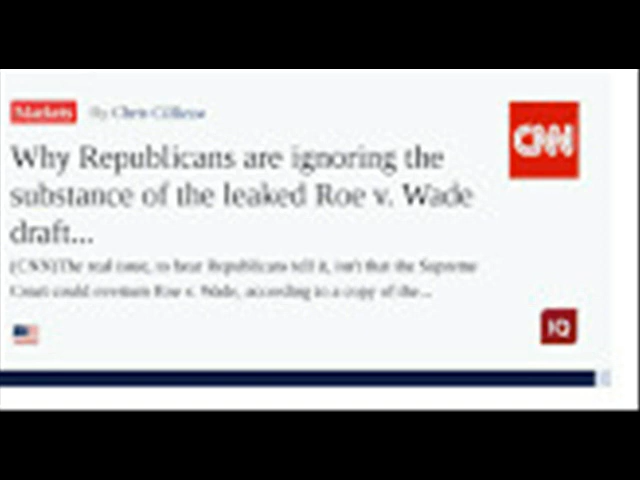 Markets By Chris Cillizza
CNN
Why Republicans are ignoring the
substance of the leaked Roe v. Wade
draft...
(CNN)The real issue, to hear Republicans tell it, isn't that the Supreme
Court could overturn Roe v. Wade, according to a copy of the...
IQ